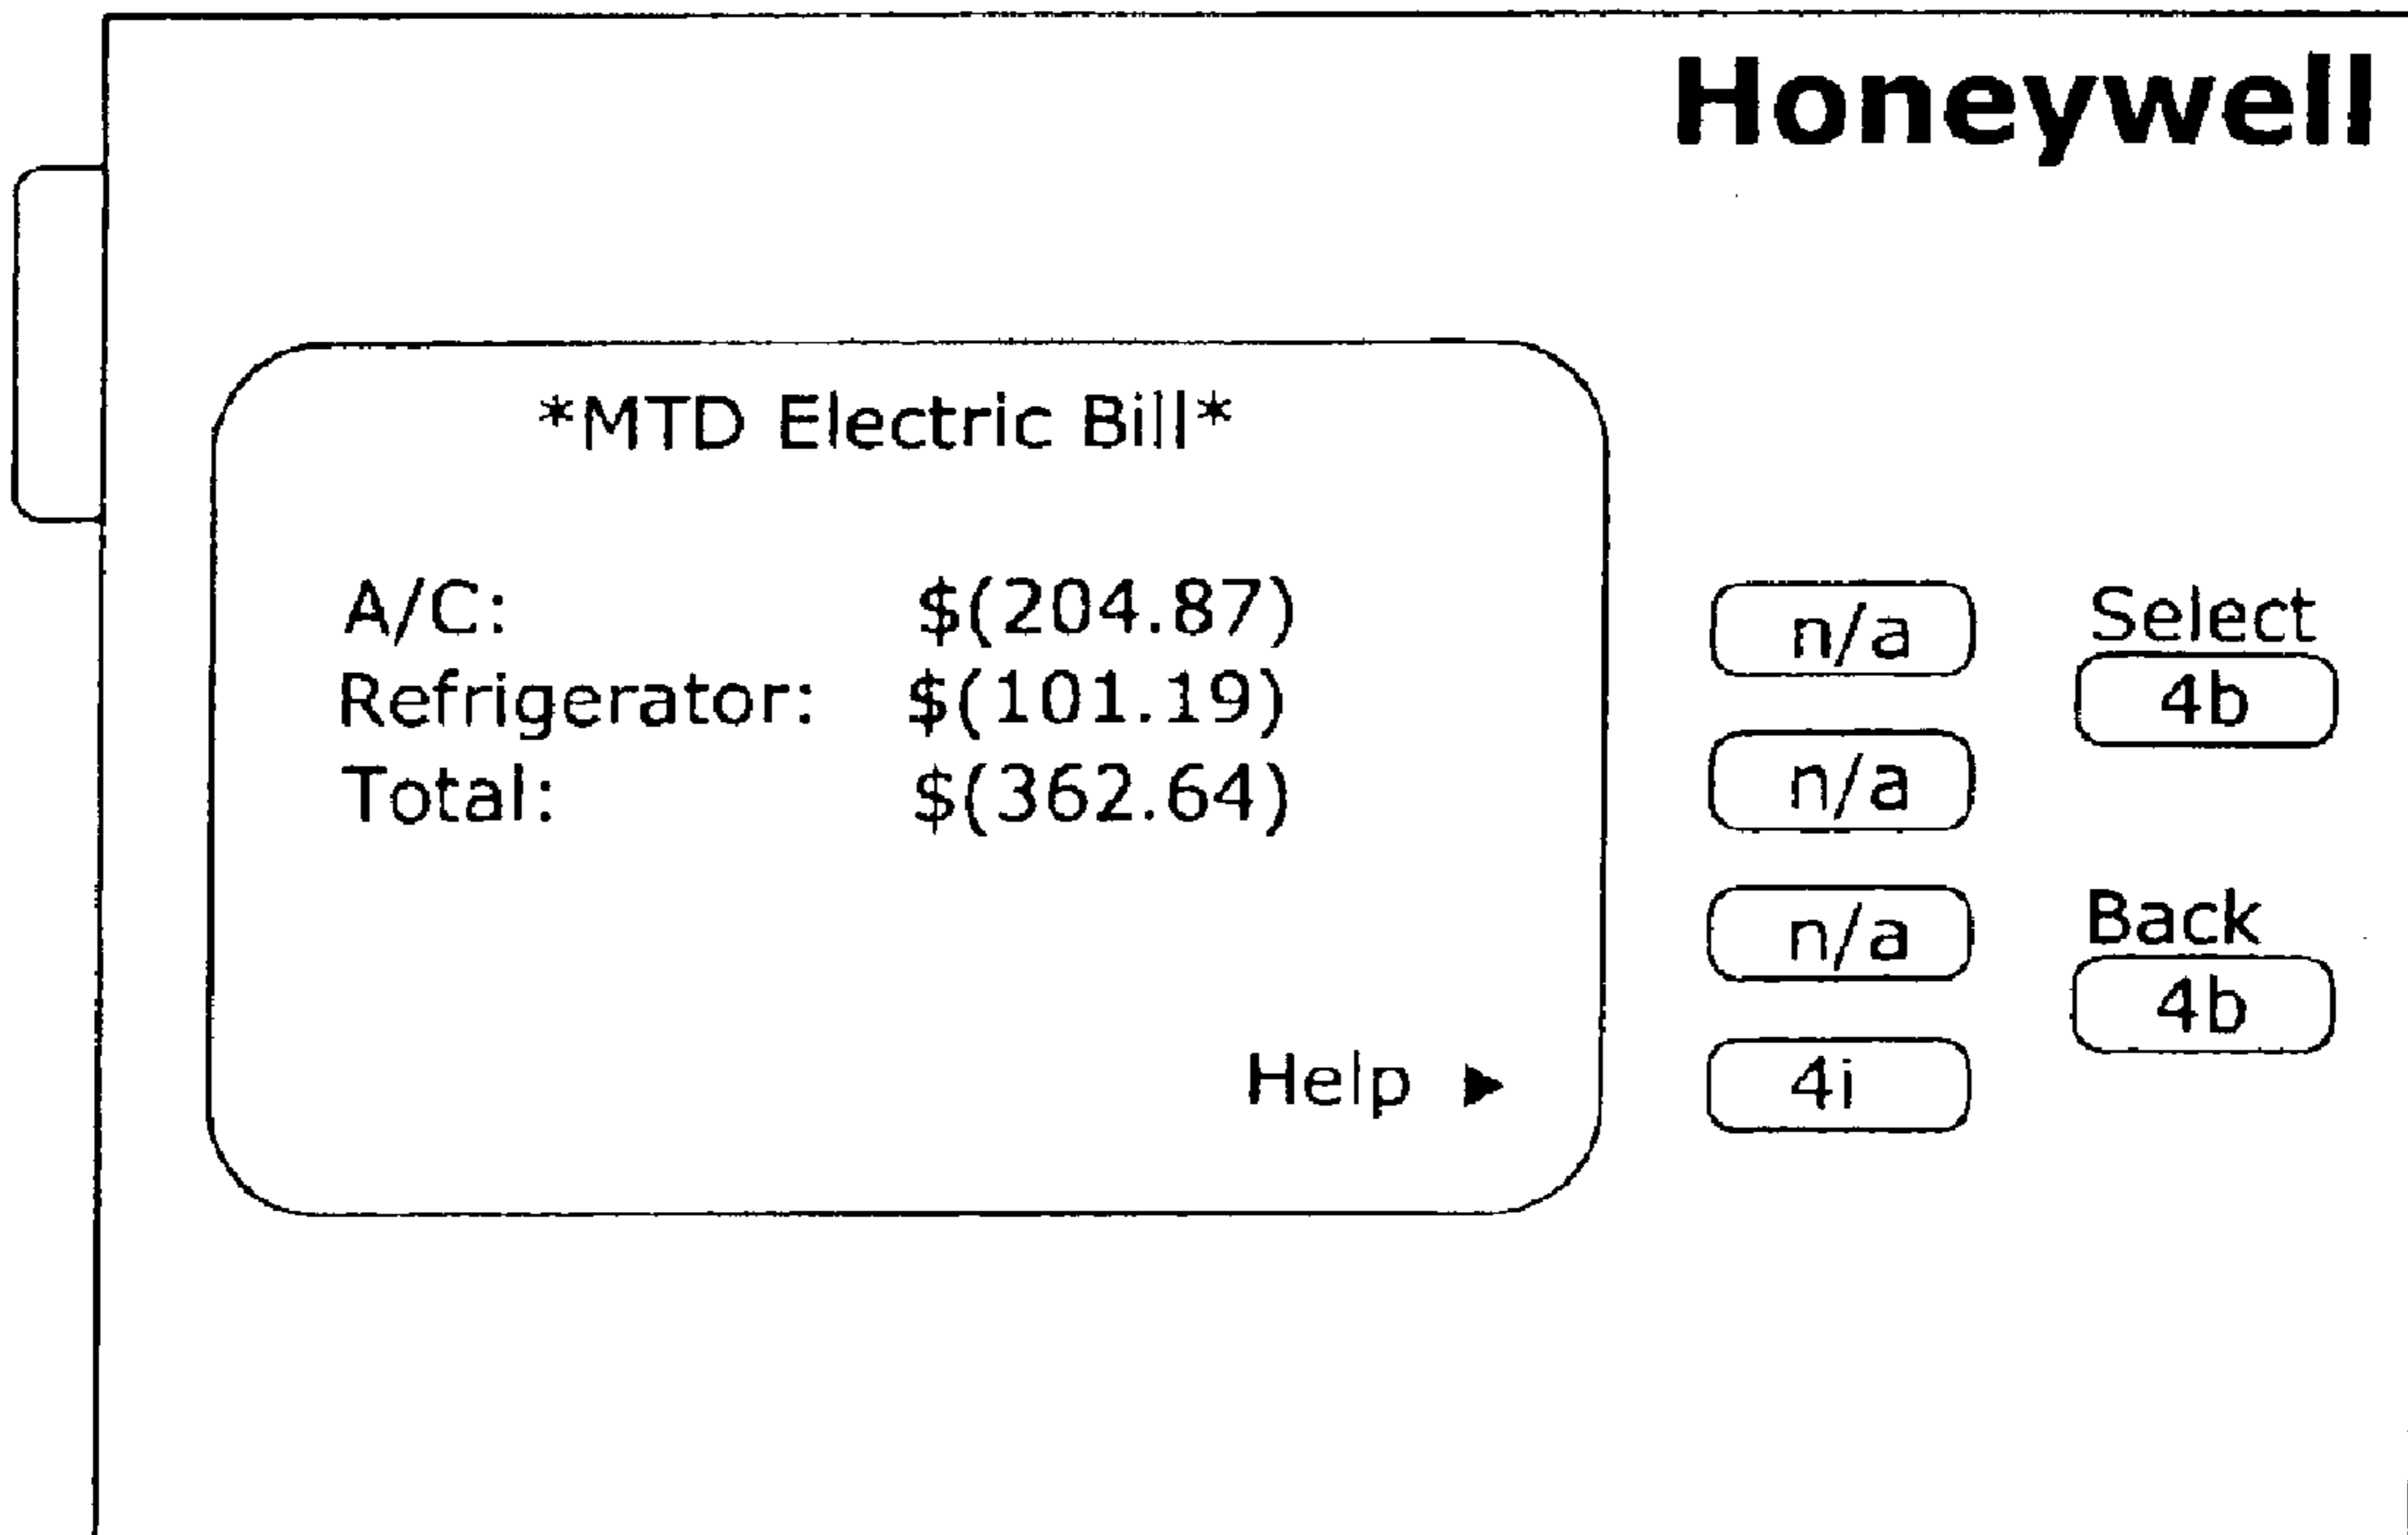 Honeywell
*MTD Electric Bill*
A/C: $(204.87)
Refrigerator: $(101.19)
Total: $(362.64)
Help ►
n/a
n/a
n/a
4i
Select
4b
Back
4b